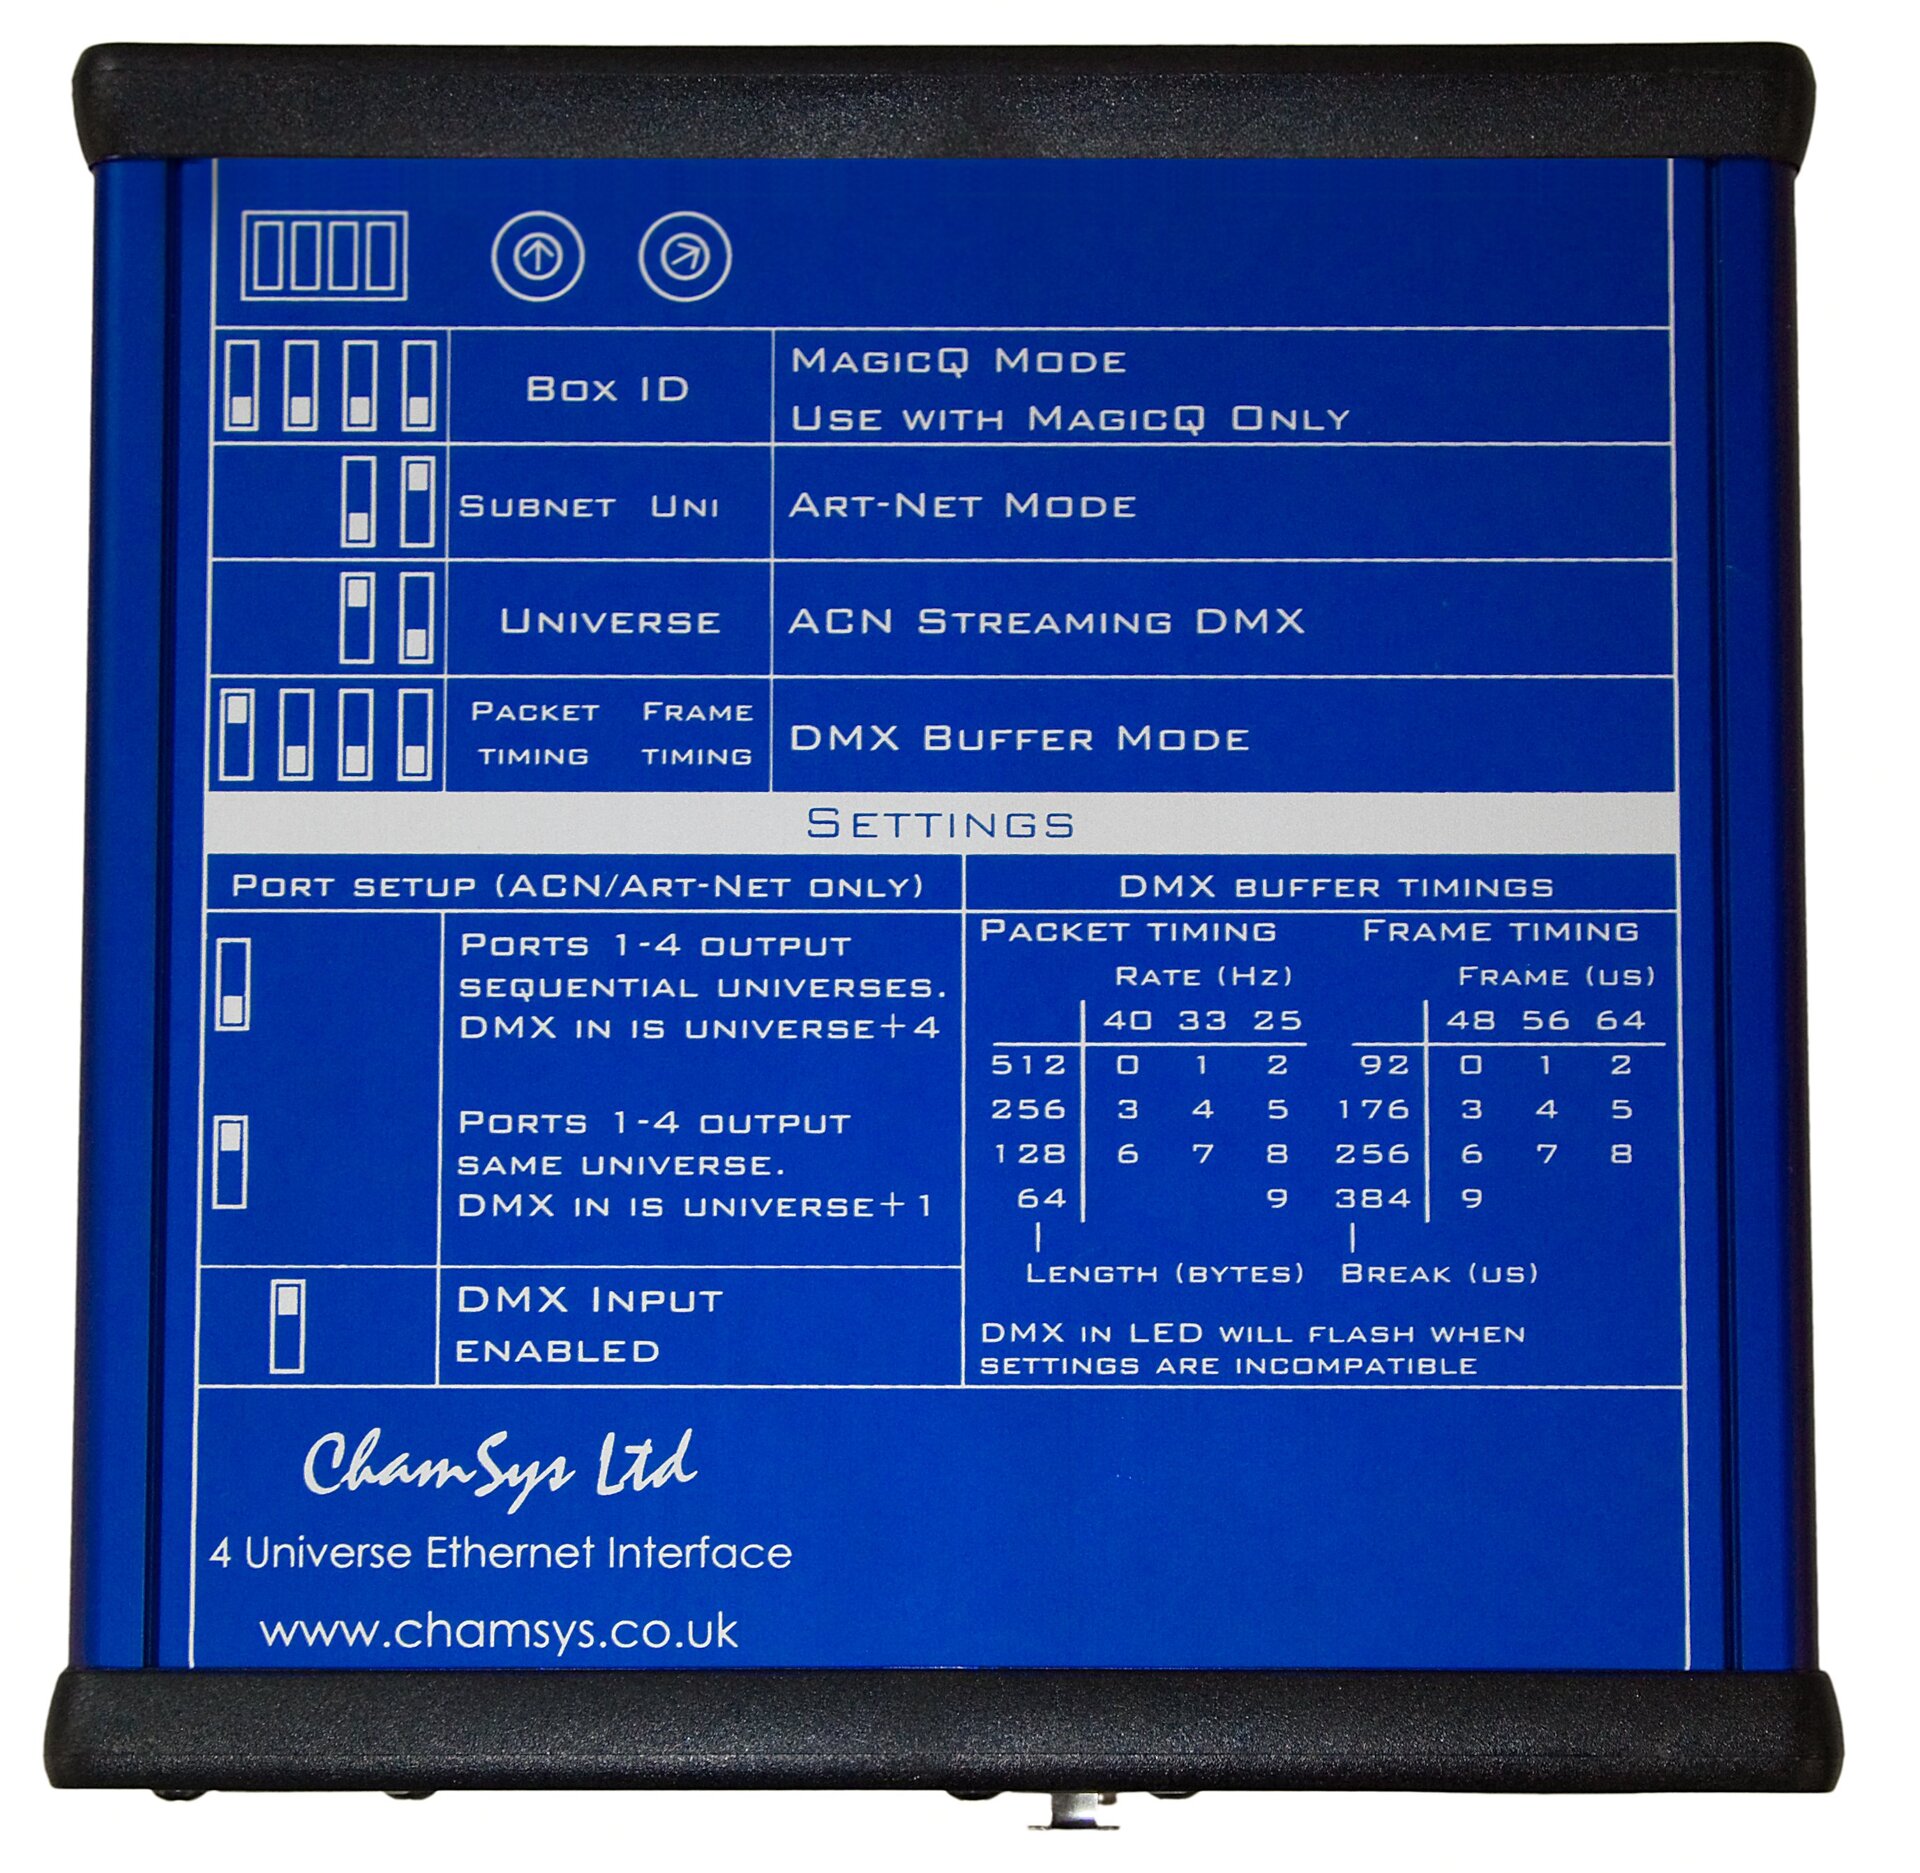 Box ID
MagicQ Mode
Use with MagicQ Only
Subnet Uni
Art-Net Mode
Universe
ACN Streaming DMX
Packet Frame
timing timing
DMX Buffer Mode
Settings
Port setup (ACN/Art-Net only)
Ports 1-4 output
sequential universes.
DMX in is universe+4
Ports 1-4 output
same universe.
DMX in is universe+1
DMX Input
enabled
DMX buffer timings
Packet timing Frame timing
Rate (Hz) Frame (us)
40 33 25 48 56 64
512 0 1 2 92 0 1 2
256 3 4 5 176 3 4 5
128 6 7 8 256 6 7 8
64 9 384 9
Length (bytes) Break (us)
DMX in LED will flash when
settings are incompatible
ChamSys Ltd
4 Universe Ethernet Interface
www.chamsys.co.uk